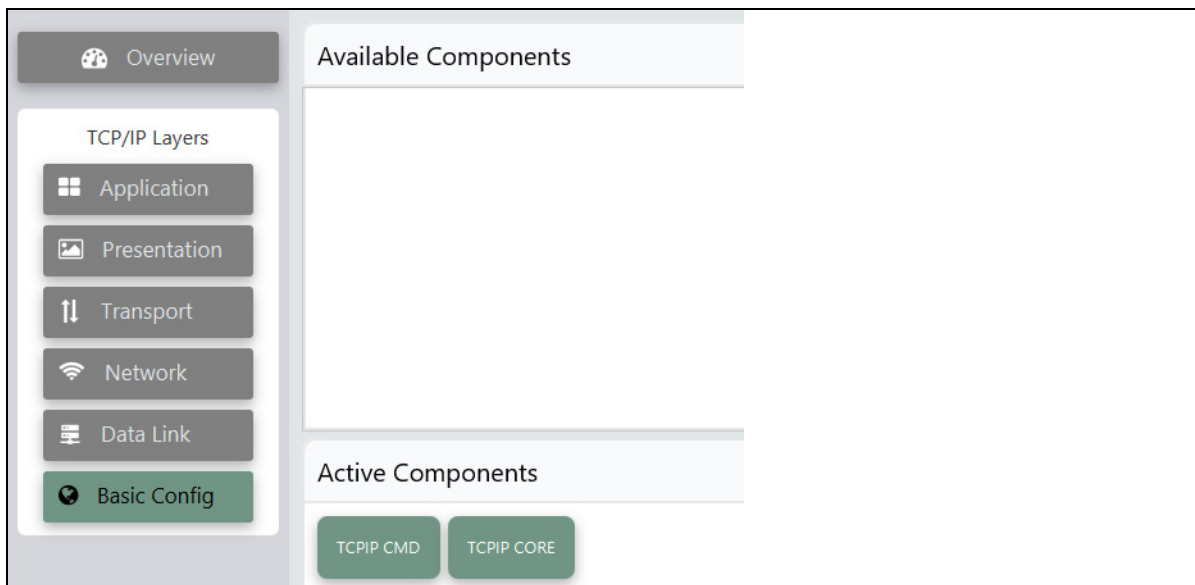 Overview
TCP/IP Layers
Application
Presentation
Transport
Network
Data Link
Basic Config
Available Components
Active Components
TCPIP CMD TCPIP CORE